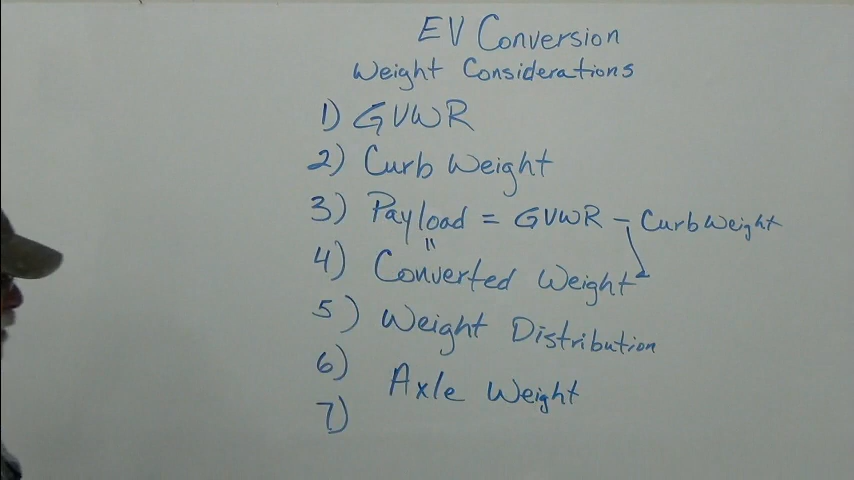 EV Conversion
Weight Considerations
1) GVWR
2) Curb Weight
3) Payload = GVWR - Curb Weight
"
4) Converted Weight
5) Weight Distribution
6) Axle Weight
7)